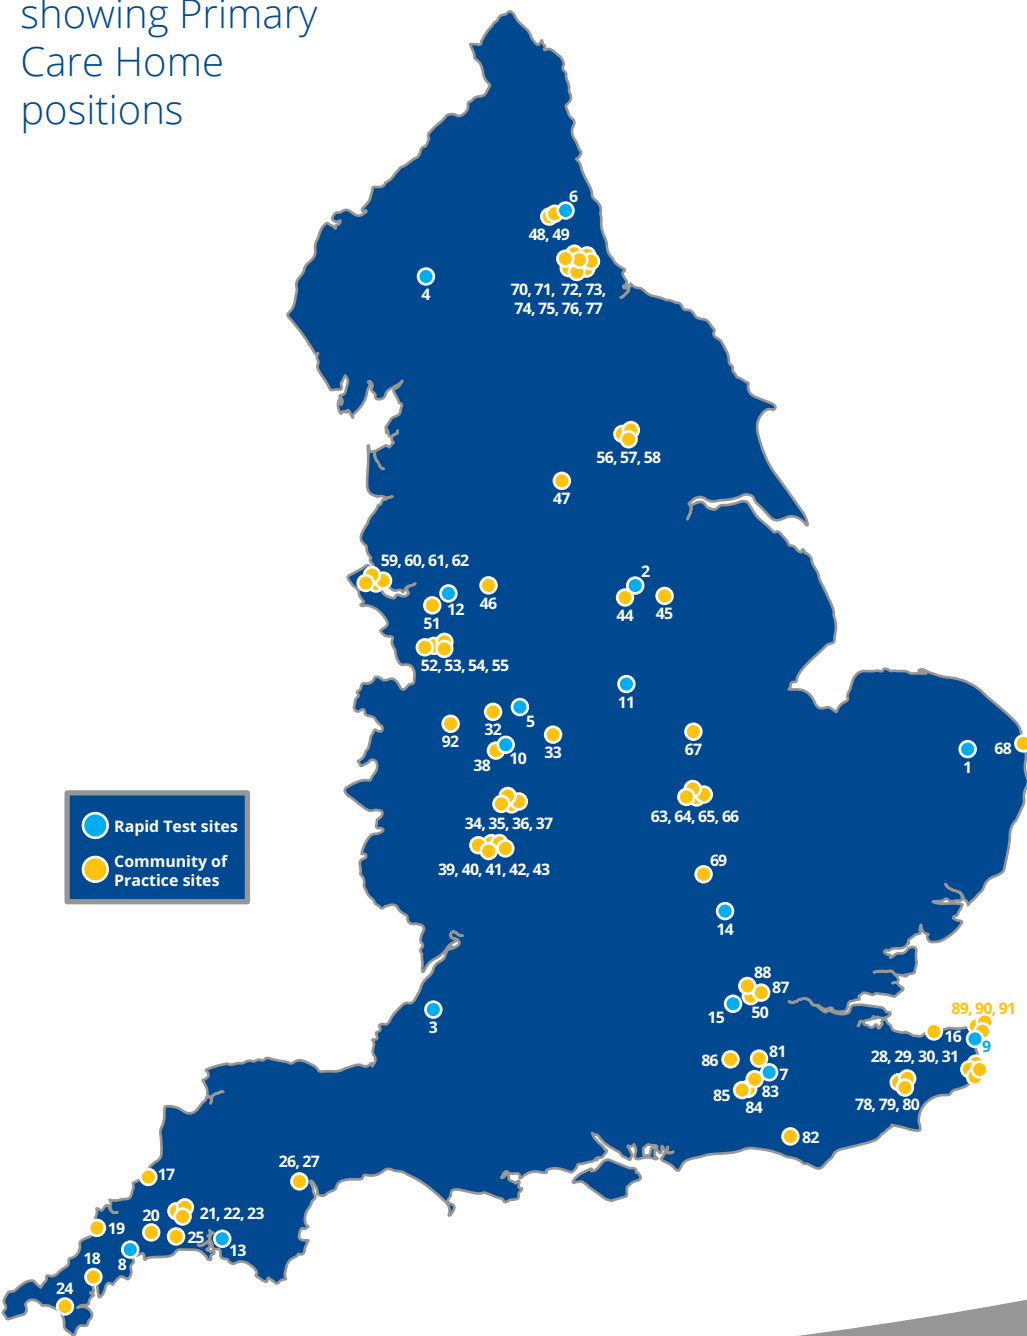 showing Primary
Care Home
positions
6
48, 49
70, 71, 72, 73,
74, 75, 76, 77
4
56, 57, 58
47
59, 60, 61, 62
12
46
51
2
44
45
52, 53, 54, 55
11
5
32
92
10
33
38
67
68
1
34, 35, 36, 37
63, 64, 65, 66
Rapid Test sites
Community of
Practice sites
39, 40, 41, 42, 43
69
14
88
87
50
15
3
89, 90, 91
16
9
28, 29, 30, 31
81
86
7
83
85
84
78, 79, 80
82
26, 27
17
21, 22, 23
20
19
25
13
8
18
24